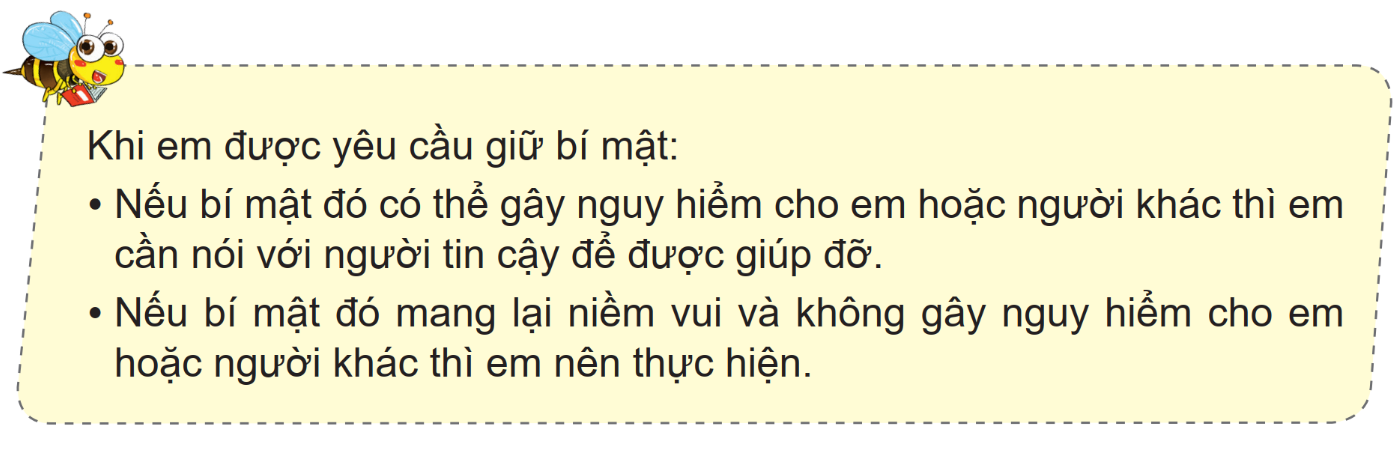 Khi em được yêu cầu giữ bí mật:
• Nếu bí mật đó có thể gây nguy hiểm cho em hoặc người khác thì em
cần nói với người tin cậy để được giúp đỡ.
• Nếu bí mật đó mang lại niềm vui và không gây nguy hiểm cho em
hoặc người khác thì em nên thực hiện.